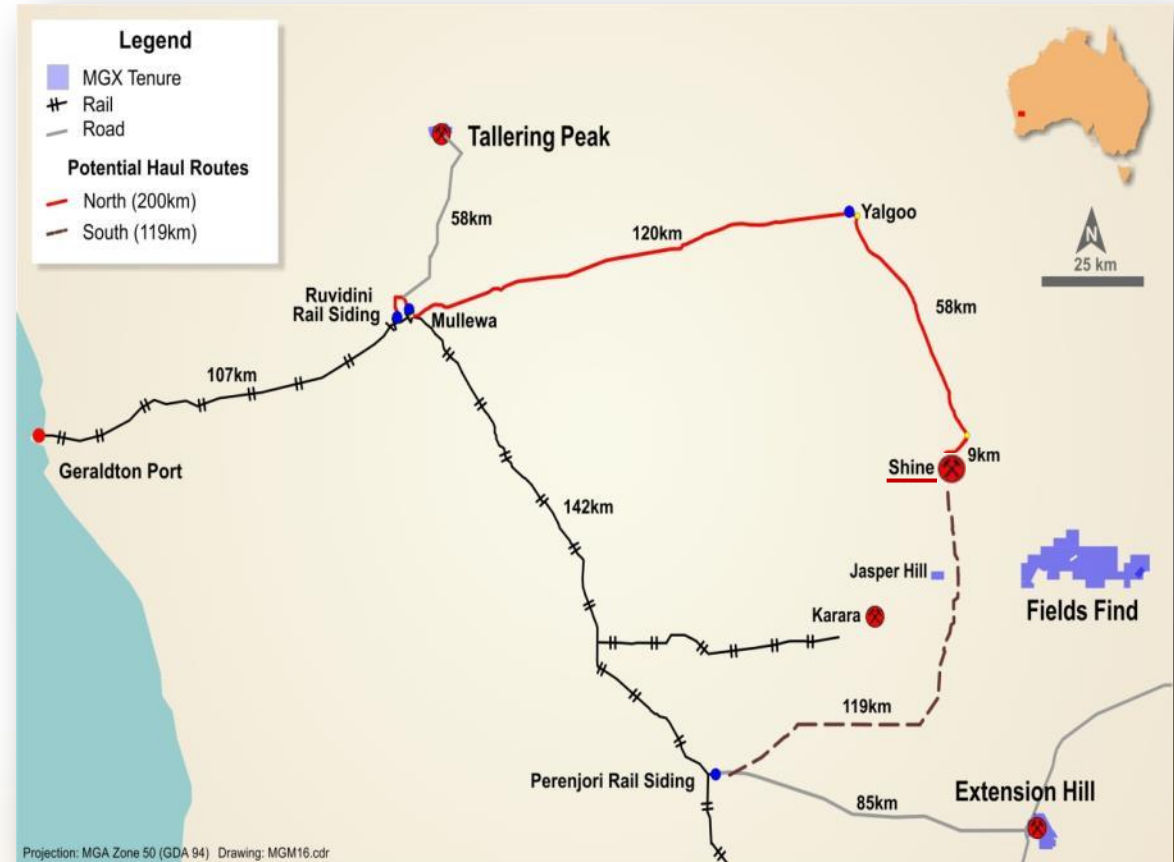 Legend
MGX Tenure
Rail
Road
Potential Haul Routes
North (200km)
South (119km)
Tallering Peak
58km
N
25 km
Yalgoo
120km
Ruvidini
Rail Siding
Mullewa
58km
107km
Geraldton Port
9km
Shine
142km
Jasper Hill
Fields Find
Karara
119km
Perenjori Rail Siding
85km
Extension Hill
Projection: MGA Zone 50 (GDA 94) Drawing: MGM16.cdr